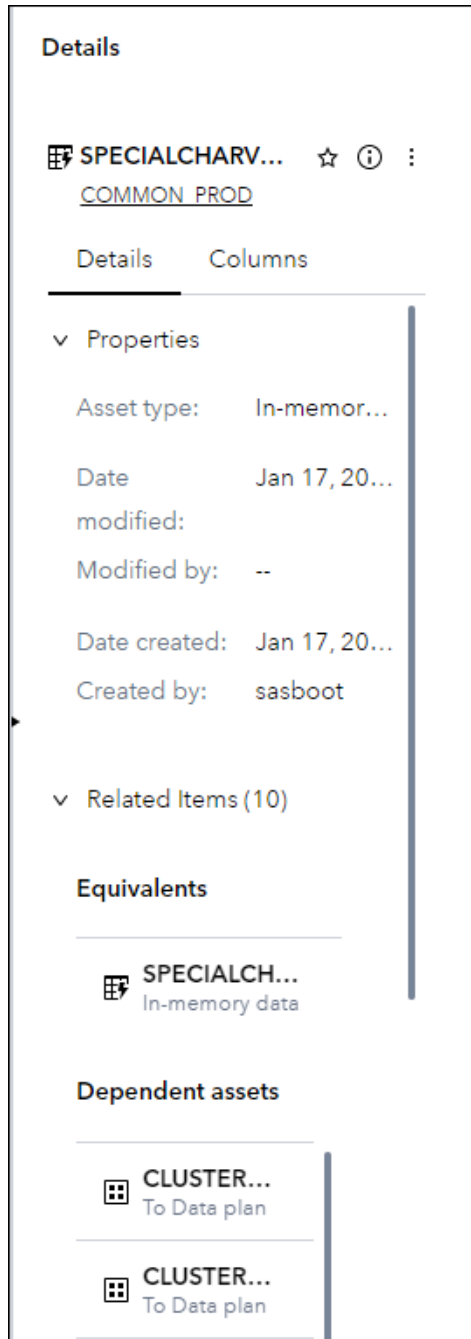 Details
SPECIALCHARV...
COMMON_PROD
Details Columns
Properties
Asset type: In-memor...
Date Jan 17, 20...
modified:
Modified by: --
Date created: Jan 17, 20...
Created by: sasboot
Related Items (10)
Equivalents
SPECIALCH...
In-memory data
Dependent assets
CLUSTER...
To Data plan
CLUSTER...
To Data plan